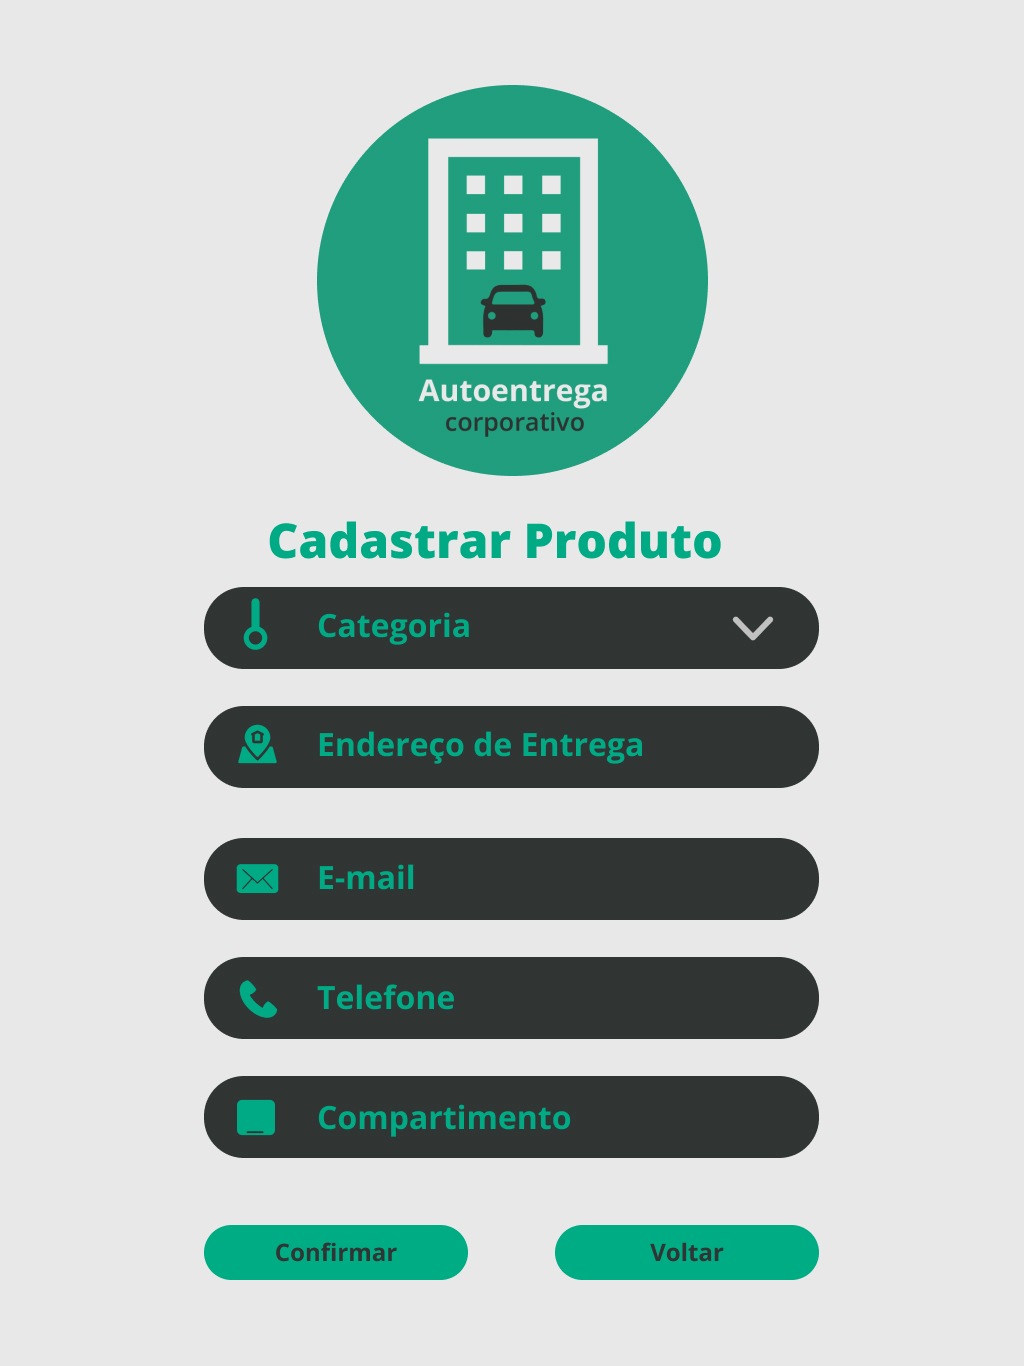 Autoentrega
corporativo
Cadastrar Produto
Categoria
Endereço de Entrega
E-mail
Telefone
Compartimento
Confirmar
Voltar